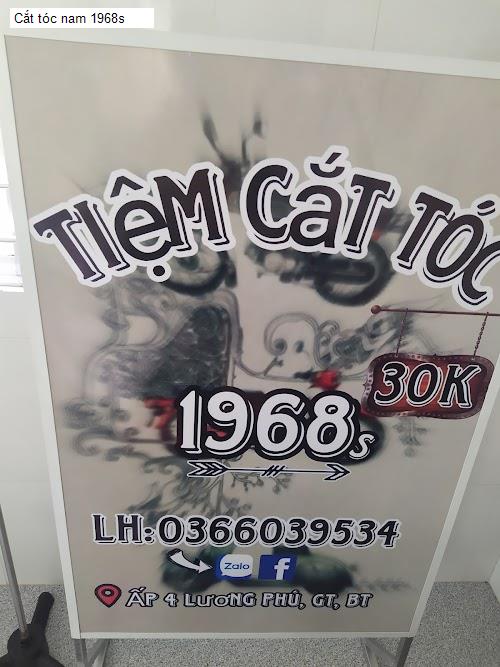 Cắt tóc nam 1968s
TIỆM CẮT TÓC
30K
1968s
LH:0366039534
Zalo f
ẤP 4 LƯƠNG PHÚ, GT, BT